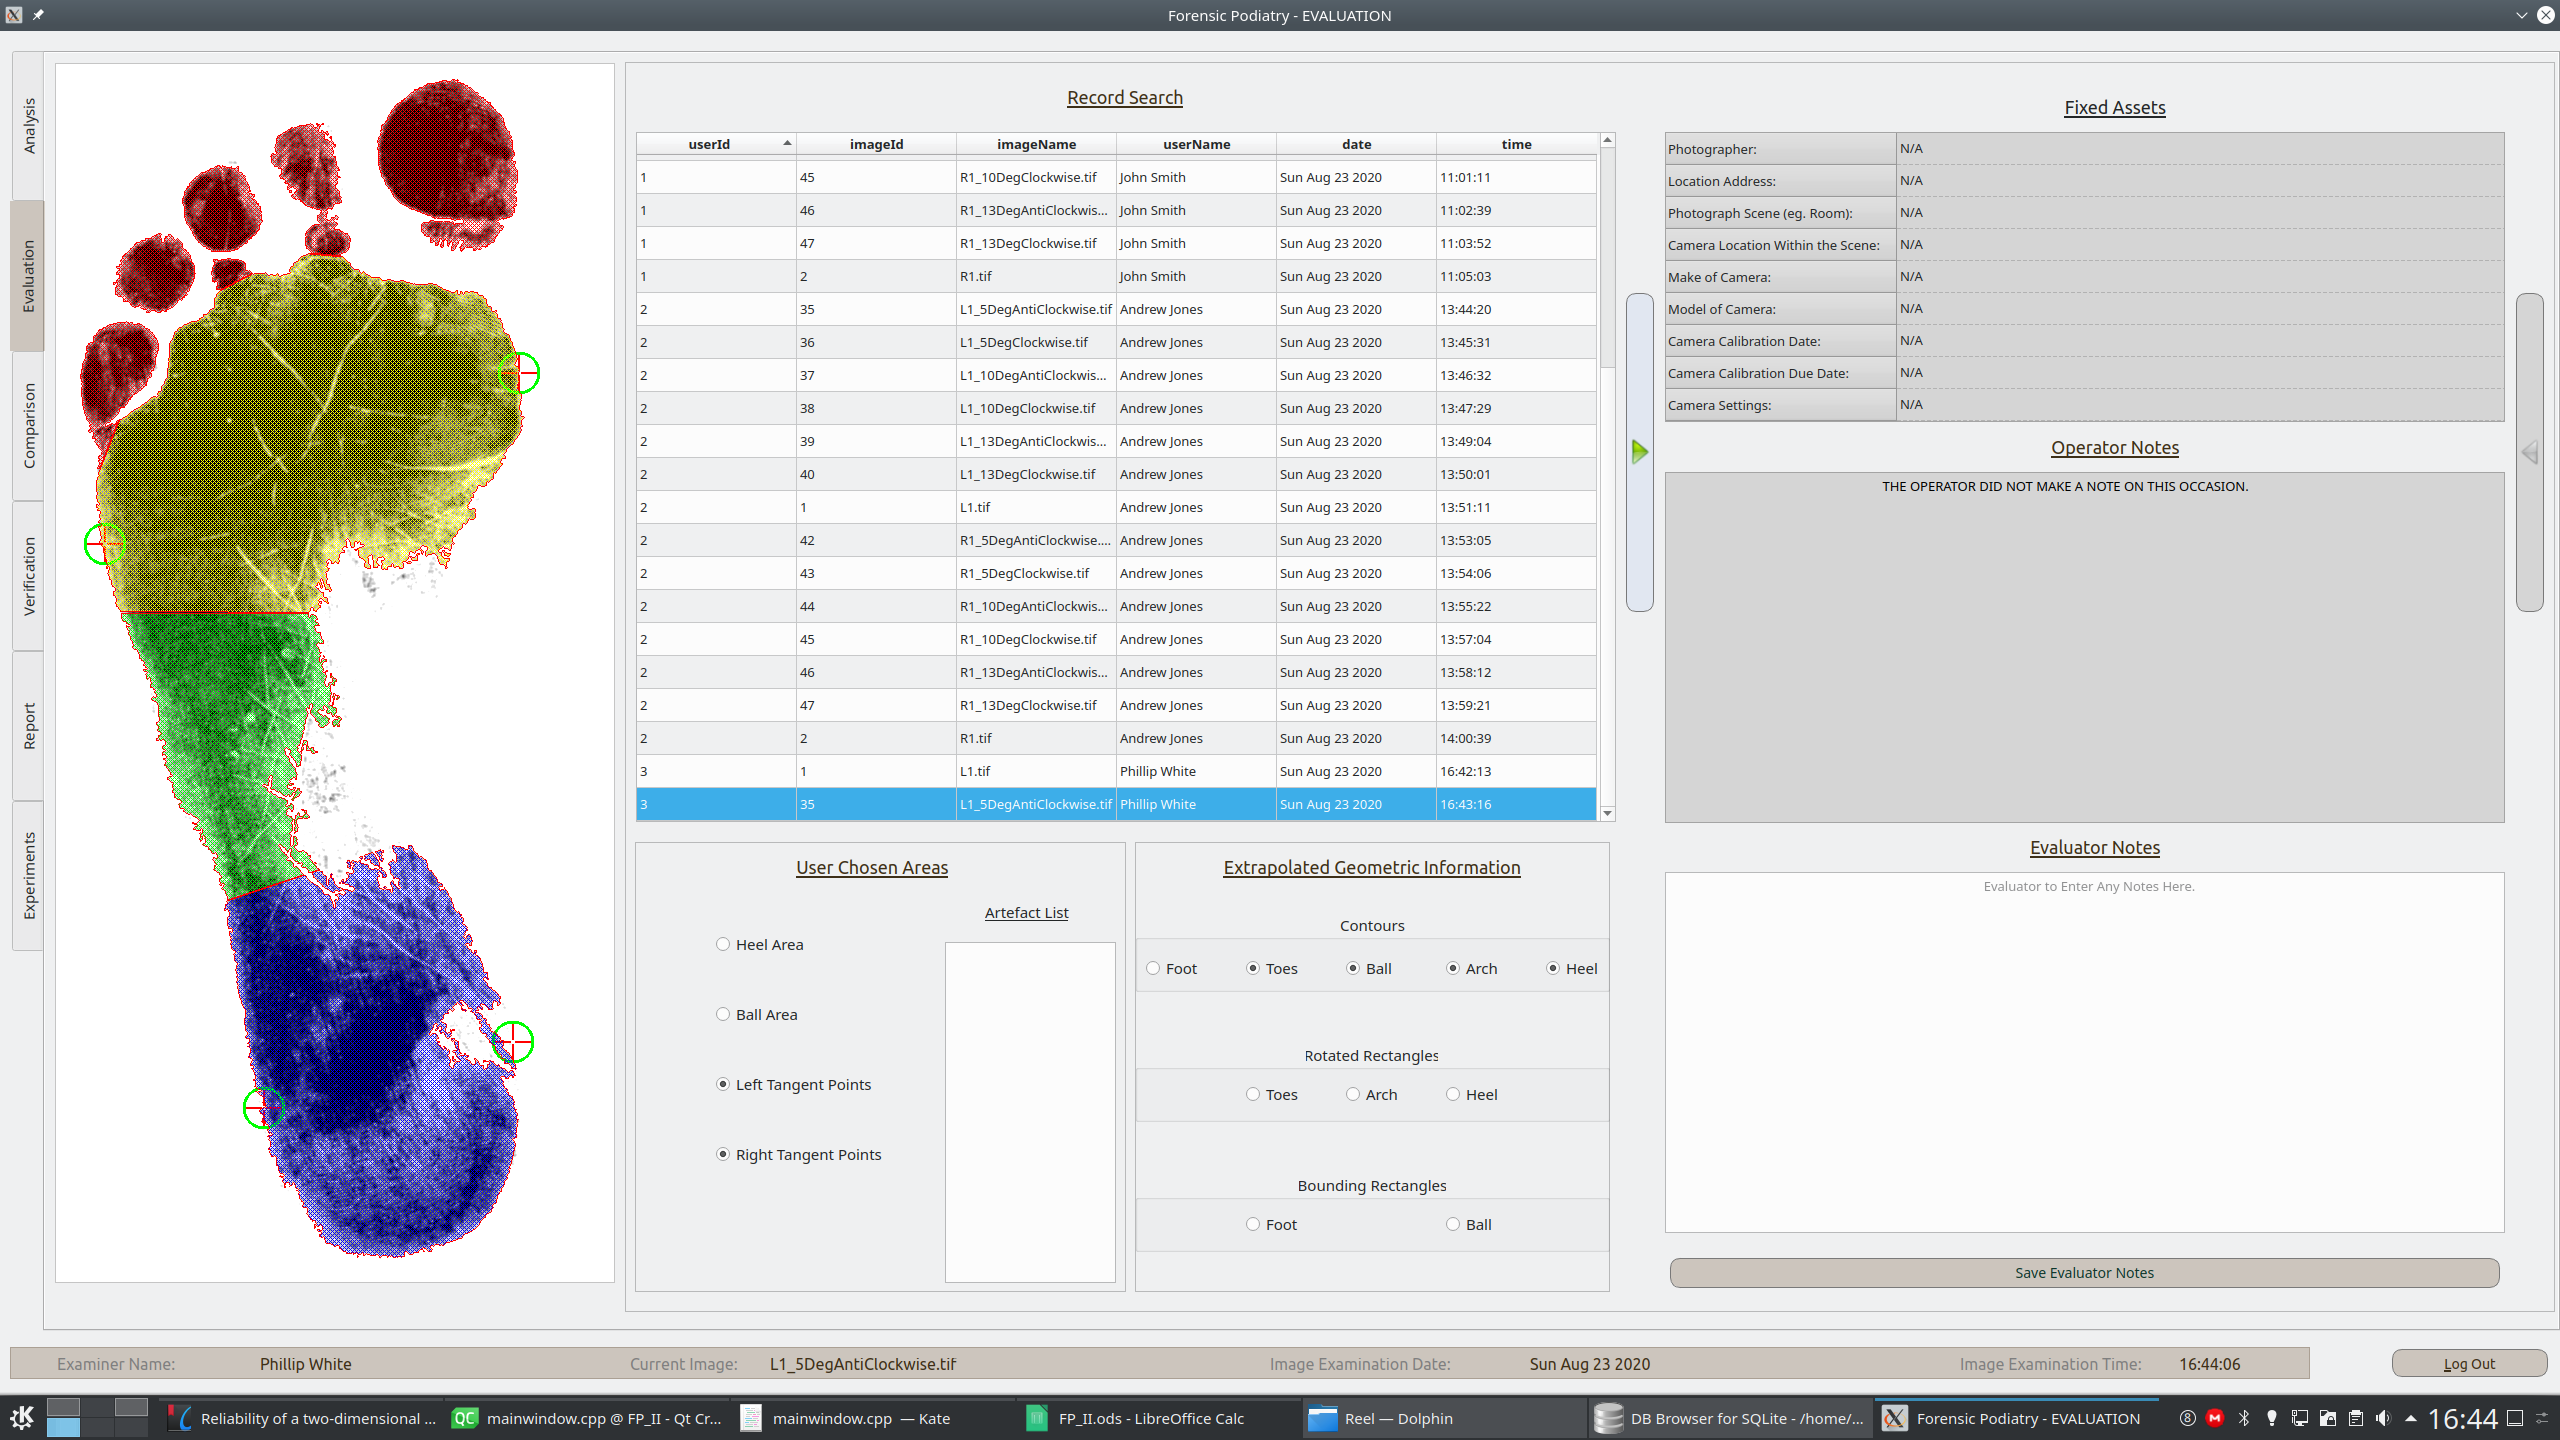 Forensic Podiatry - EVALUATION
Analysis
Evaluation
Comparison
Verification
Report
Experiments
Record Search
userId imageId imageName userName date time
1 45 R1_10DegClockwise.tif John Smith Sun Aug 23 2020 11:01:11
1 46 R1_13DegAntiClockwis... John Smith Sun Aug 23 2020 11:02:39
1 47 R1_13DegClockwise.tif John Smith Sun Aug 23 2020 11:03:52
1 2 R1.tif John Smith Sun Aug 23 2020 11:05:03
2 35 L1_5DegAntiClockwise.tif Andrew Jones Sun Aug 23 2020 13:44:20
2 36 L1_5DegClockwise.tif Andrew Jones Sun Aug 23 2020 13:45:31
2 37 L1_10DegAntiClockwis... Andrew Jones Sun Aug 23 2020 13:46:32
2 38 L1_10DegClockwise.tif Andrew Jones Sun Aug 23 2020 13:47:29
2 39 L1_13DegAntiClockwis... Andrew Jones Sun Aug 23 2020 13:49:04
2 40 L1_13DegClockwise.tif Andrew Jones Sun Aug 23 2020 13:50:01
2 1 L1.tif Andrew Jones Sun Aug 23 2020 13:51:11
2 42 R1_5DegAntiClockwise.... Andrew Jones Sun Aug 23 2020 13:53:05
2 43 R1_5DegClockwise.tif Andrew Jones Sun Aug 23 2020 13:54:06
2 44 R1_10DegAntiClockwis... Andrew Jones Sun Aug 23 2020 13:55:22
2 45 R1_10DegClockwise.tif Andrew Jones Sun Aug 23 2020 13:57:04
2 46 R1_13DegAntiClockwis... Andrew Jones Sun Aug 23 2020 13:58:12
2 47 R1_13DegClockwise.tif Andrew Jones Sun Aug 23 2020 13:59:21
2 2 R1.tif Andrew Jones Sun Aug 23 2020 14:00:39
3 1 L1.tif Phillip White Sun Aug 23 2020 16:42:13
3 35 L1_5DegAntiClockwise.tif Phillip White Sun Aug 23 2020 16:43:16
User Chosen Areas
Artefact List
Heel Area
Ball Area
Left Tangent Points
Right Tangent Points
Extrapolated Geometric Information
Contours
Foot Toes Ball Arch Heel
Rotated Rectangles
Toes Arch Heel
Bounding Rectangles
Foot Ball
Fixed Assets
Photographer: N/A
Location Address: N/A
Photograph Scene (eg. Room): N/A
Camera Location Within the Scene: N/A
Make of Camera: N/A
Model of Camera: N/A
Camera Calibration Date: N/A
Camera Calibration Due Date: N/A
Camera Settings: N/A
Operator Notes
THE OPERATOR DID NOT MAKE A NOTE ON THIS OCCASION.
Evaluator Notes
Evaluator to Enter Any Notes Here.
Save Evaluator Notes
Examiner Name: Phillip White Current Image: L1_5DegAntiClockwise.tif Image Examination Date: Sun Aug 23 2020 Image Examination Time: 16:44:06
Log Out
Reliability of a two-dimensional ... QC mainwindow.cpp @ FP_II - Qt Cr... mainwindow.cpp — Kate FP_II.ods - LibreOffice Calc Reel — Dolphin DB Browser for SQLite - /home/... Forensic Podiatry - EVALUATION 8 M 16:44